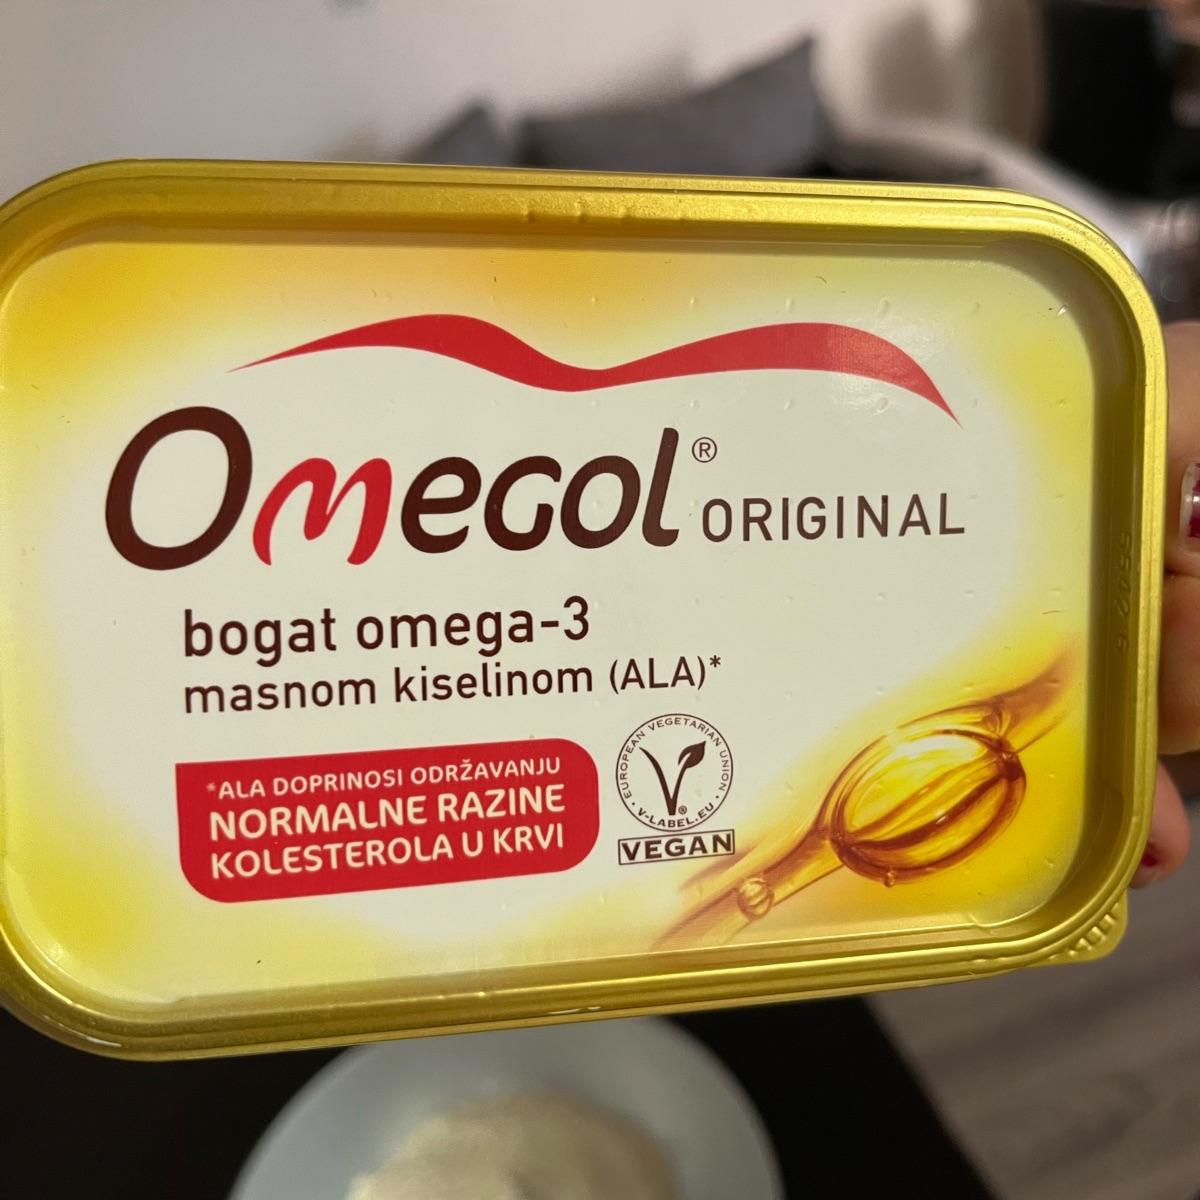 Omegol® ORIGINAL
bogat omega-3
masnom kiselinom (ALA)*
*ALA DOPRINOSI ODRŽAVANJU
NORMALNE RAZINE
KOLESTEROLA U KRVI
EUROPEAN VEGETARIAN UNION
V-LABEL.EU
®
VEGAN